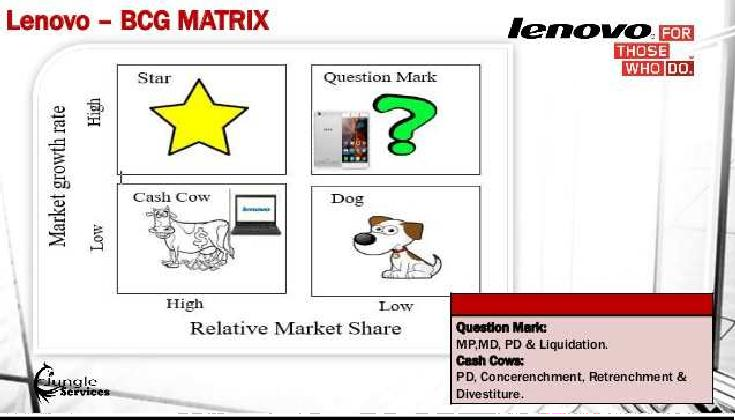 Lenovo – BCG MATRIX
lenovo FOR
THOSE
WHO DO.
Star
Question Mark
Market growth rate
High
Low
Cash Cow
lenovo
Dog
$
High
Low
Relative Market Share
Question Mark:
MP,MD, PD & Liquidation.
Cash Cows:
PD, Concerenchment, Retrenchment &
Divestiture.
Jungle
Services